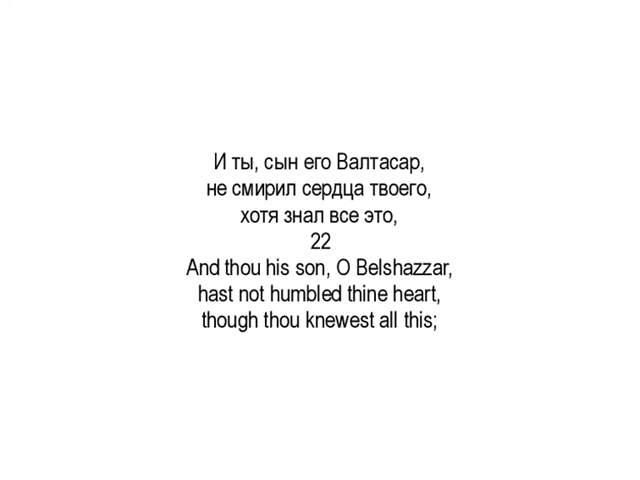 И ты, сын его Валтасар,
не смирил сердца твоего,
хотя знал все это,
22
And thou his son, O Belshazzar,
hast not humbled thine heart,
though thou knewest all this;